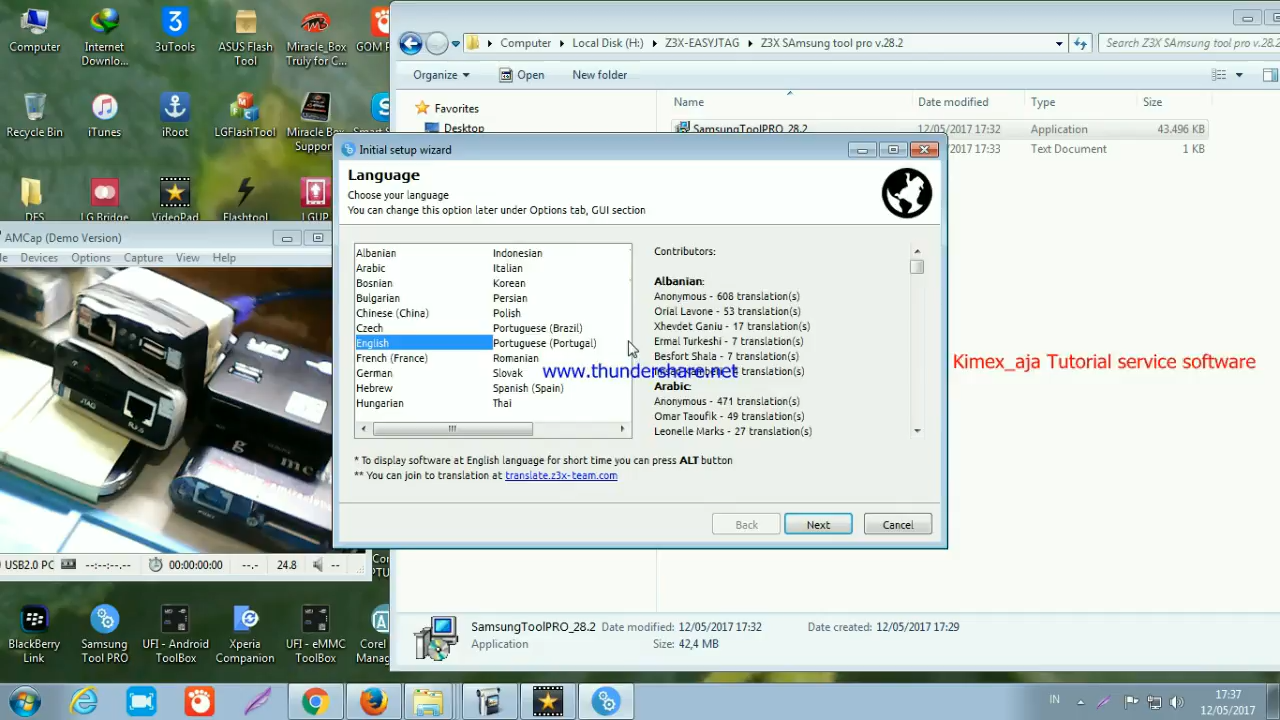 Computer
Internet
Downlo...
3uTools
ASUS Flash
Tool
Miracle_Box
Truly for C...
GOM P
Recycle Bin
iTunes
iRoot
LGFlashTool
Miracle Box
Suppor
Smart S
DFS
LG Bridge
VideoPad
Flashtool
LGUP
Computer
Local Disk (H:)
Z3X-EASYJTAG
Z3X SAmsung tool pro v.28.2
Search Z3X SAmsung tool pro v.28.2
Organize
Open
New folder
Favorites
Desktop
Name
Date modified
Type
Size
SamsungToolPRO_28.2
12/05/2017 17:32
Application
43.496 KB
/2017 17:33
Text Document
1 KB
Initial setup wizard
Language
Choose your language
You can change this option later under Options tab, GUI section
Albanian
Arabic
Bosnian
Bulgarian
Chinese (China)
Czech
English
French (France)
German
Hebrew
Hungarian
Indonesian
Italian
Korean
Persian
Polish
Portuguese (Brazil)
Portuguese (Portugal)
Romanian
Slovak
Spanish (Spain)
Thai
Contributors:
Albanian:
Anonymous - 608 translation(s)
Orial Lavone - 53 translation(s)
Xhevdet Ganiu - 17 translation(s)
Ermal Turkeshi - 7 translation(s)
Besfort Shala - 7 translation(s)
translation(s)
Arabic:
Anonymous - 471 translation(s)
Omar Taoufik - 49 translation(s)
Leonelle Marks - 27 translation(s)
* To display software at English language for short time you can press ALT button
** You can join to translation at translate.z3x-team.com
Back
Next
Cancel
www.thundershare.net
Kimex_aja Tutorial service software
AMCap (Demo Version)
le Devices Options Capture View Help
JTAG
USB2.0 PC
--:--:--.--
00:00:00:00
--.-
24.8
--
BlackBerry
Link
Samsung
Tool PRO
UFI - Android
ToolBox
Xperia
Companion
UFI - eMMC
ToolBox
Corel
Manag
SamsungToolPRO_28.2
Application
Date modified: 12/05/2017 17:32
Size: 42,4 MB
Date created: 12/05/2017 17:29
IN
17:37
12/05/2017